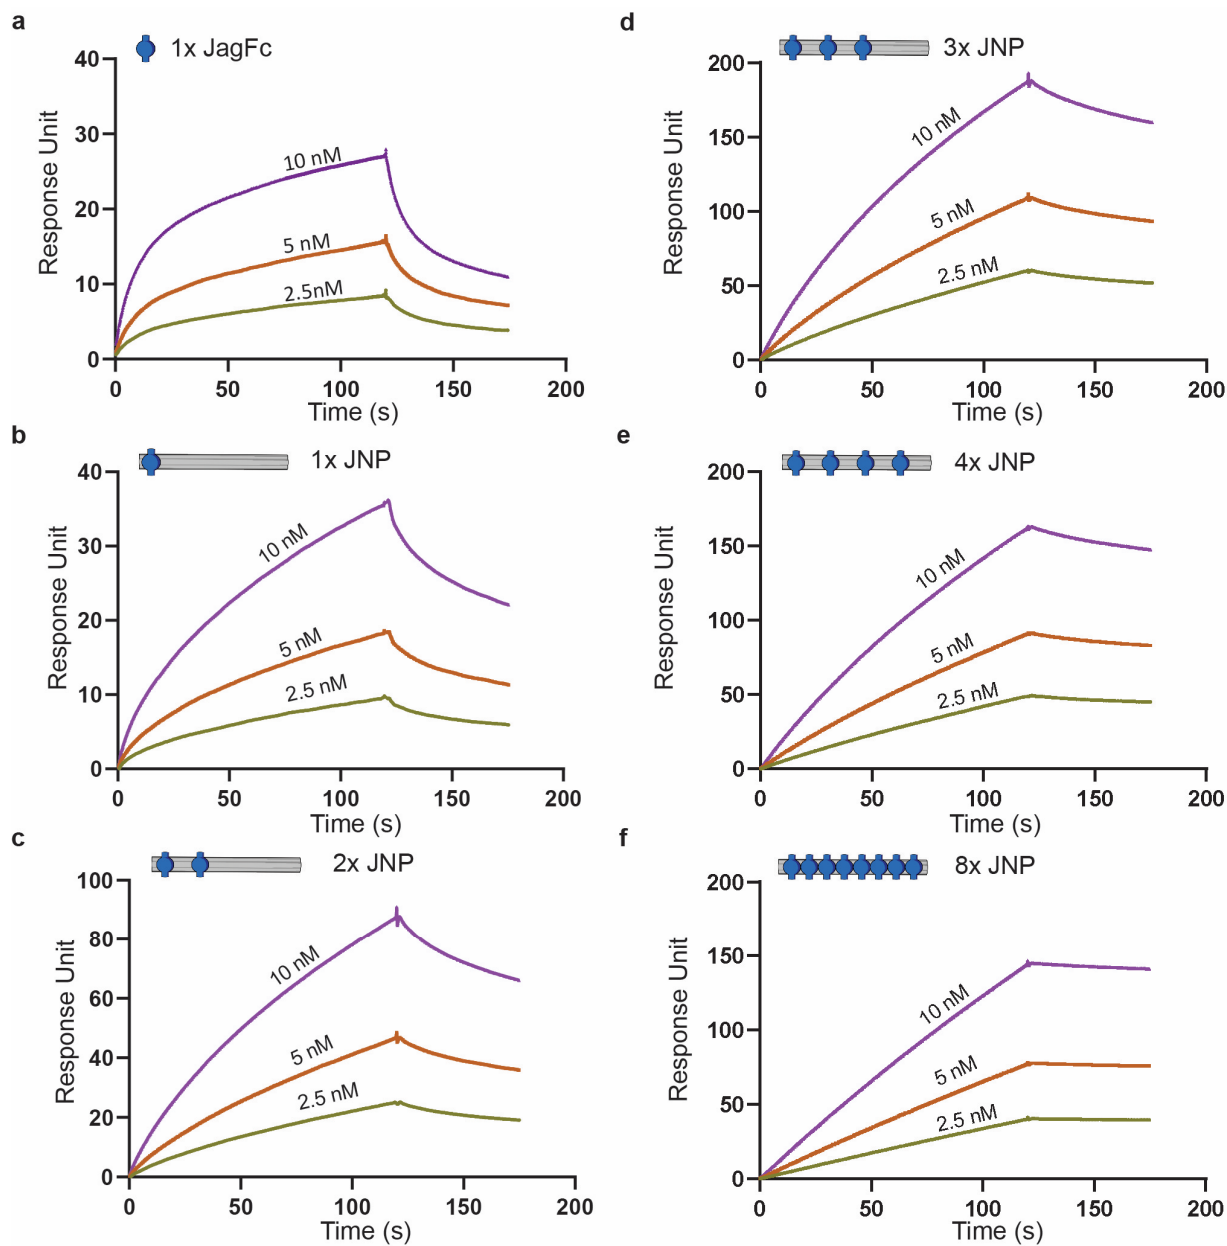 a
1x JagFc
40
30
20
10
0
Response Unit
10 nM
5 nM
2.5nM
0 50 100 150 200
Time (s)
b
1x JNP
40
30
20
10
0
Response Unit
10 nM
5 nM
2.5 nM
0 50 100 150 200
Time (s)
c
2x JNP
100
80
60
40
20
0
Response Unit
10 nM
5 nM
2.5 nM
0 50 100 150 200
Time (s)
d
3x JNP
200
150
100
50
0
Response Unit
10 nM
5 nM
2.5 nM
0 50 100 150 200
Time (s)
e
4x JNP
200
150
100
50
0
Response Unit
10 nM
5 nM
2.5 nM
0 50 100 150 200
Time (s)
f
8x JNP
200
150
100
50
0
Response Unit
10 nM
5 nM
2.5 nM
0 50 100 150 200
Time (s)